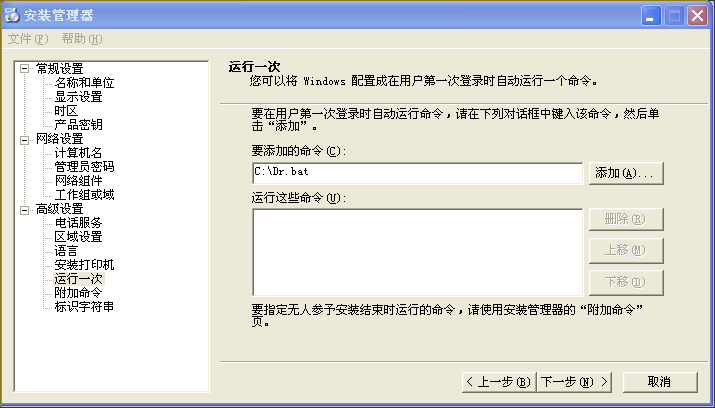 安装管理器
文件(F) 帮助(H)
常规设置
名称和单位
显示设置
时区
产品密钥
网络设置
计算机名
管理员密码
网络组件
工作组或域
高级设置
电话服务
区域设置
语言
安装打印机
运行一次
附加命令
标识字符串
运行一次
您可以将 Windows 配置成在用户第一次登录时自动运行一个命令。
要在用户第一次登录时自动运行命令，请在下列对话框中键入该命令，然后单
击“添加”。
要添加的命令(C):
C:\Dr.bat
添加(A)...
运行这些命令(U):
删除(R)
上移(M)
下移(D)
要指定无人参予安装结束时运行的命令，请使用安装管理器的“附加命令”
页。
< 上一步(B) 下一步(N) > 取消